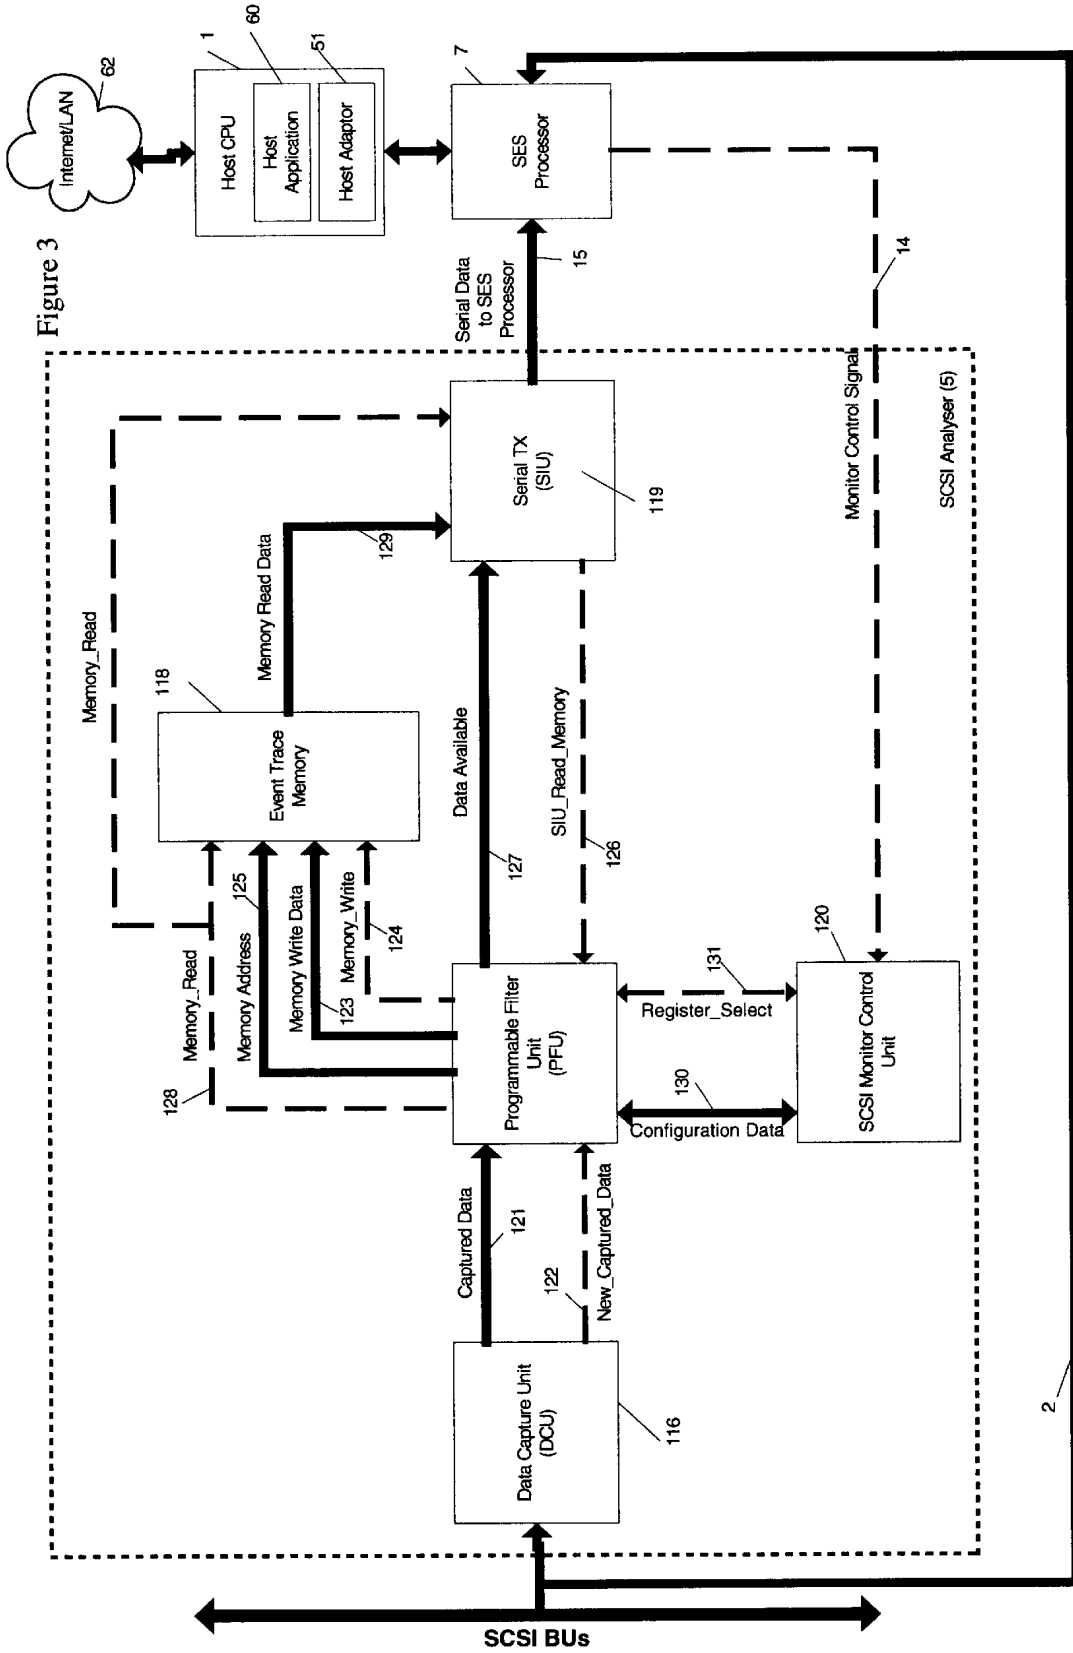 Figure 3
Internet/LAN
62
Host CPU
1
Host
Application
60
Host Adaptor
51
SES
Processor
7
Serial Data
to SES
Processor
15
14
Monitor Control Signal
SCSI Analyser (5)
Memory_Read
Serial TX
(SIU)
119
Memory Read Data
129
118
Event Trace
Memory
Data Available
127
SIU_Read_Memory
126
Memory_Read
128
Memory Address
125
Memory Write Data
123
Memory_Write
124
Programmable Filter
Unit
(PFU)
131
Register_Select
130
Configuration Data
120
SCSI Monitor Control
Unit
Captured Data
121
122
New_Captured_Data
Data Capture Unit
(DCU)
116
2
SCSI BUs